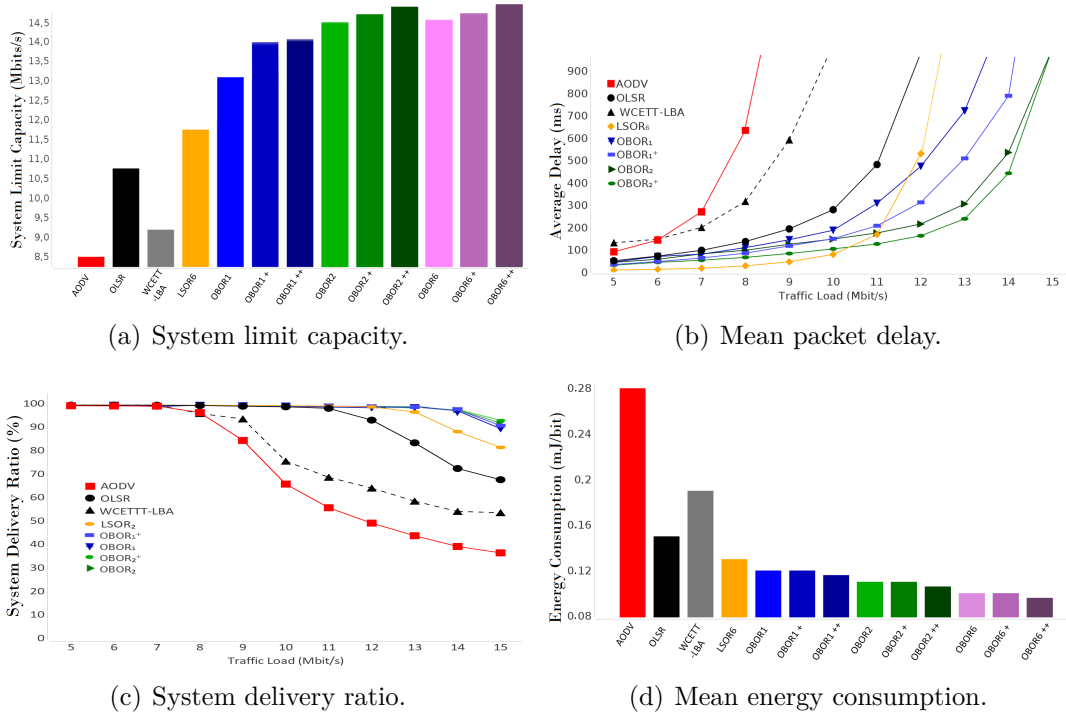 System Limit Capacity (Mbits/s)
14,5
14,0
13,5
13,0
12,5
12,0
11,5
11,0
10,5
10,0
9,5
9,0
8,5
AODV
OLSR
WCETT
-LBA
LSOR6
OBOR1
OBOR1 +
OBOR1 ++
OBOR2
OBOR2 +
OBOR2 ++
OBOR6
OBOR6 +
OBOR6 ++
(a) System limit capacity.
Average Delay (ms)
900
800
700
600
500
400
300
200
100
0
AODV
OLSR
WCETT-LBA
LSOR₆
OBOR₁
OBOR₁⁺
OBOR₂
OBOR₂⁺
5 6 7 8 9 10 11 12 13 14 15
Traffic Load (Mbit/s)
(b) Mean packet delay.
System Delivery Ratio (%)
100
90
80
70
60
50
40
30
20
10
0
AODV
OLSR
WCETTT-LBA
LSOR₂
OBOR₁⁺
OBOR₁
OBOR₂⁺
OBOR₂
5 6 7 8 9 10 11 12 13 14 15
Traffic Load (Mbit/s)
(c) System delivery ratio.
Energy Consumption (mJ/bit)
0.28
0.24
0.2
0.16
0.12
0.08
AODV
OLSR
WCETT
-LBA
LSOR6
OBOR1
OBOR1 +
OBOR1 ++
OBOR2
OBOR2 +
OBOR2 ++
OBOR6
OBOR6 +
OBOR6 ++
(d) Mean energy consumption.